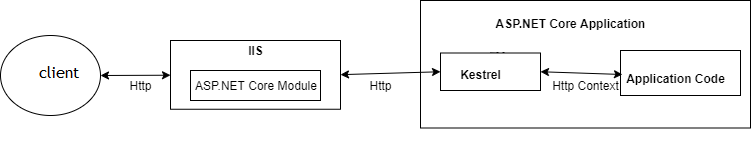 ASP.NET Core Application
IIS
client
Kestrel
ASP.NET Core Module
Application Code
Http
Http
Http Context